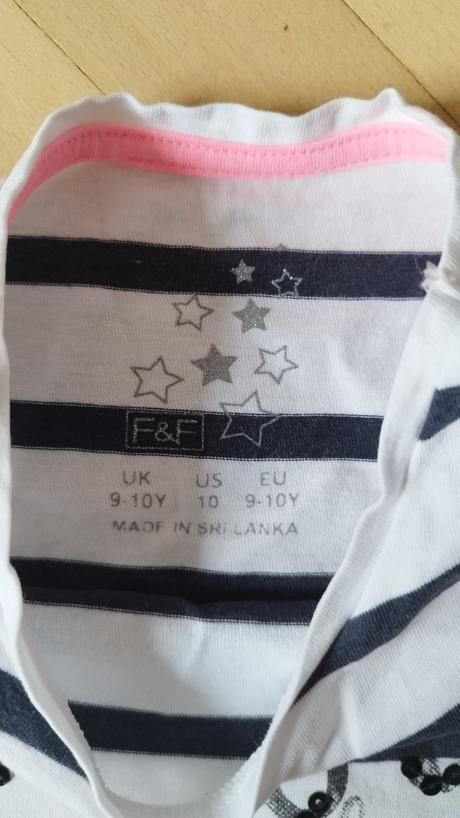 F&F
UK US EU
9-10Y 10 9-10Y
MADE IN SRI LANKA